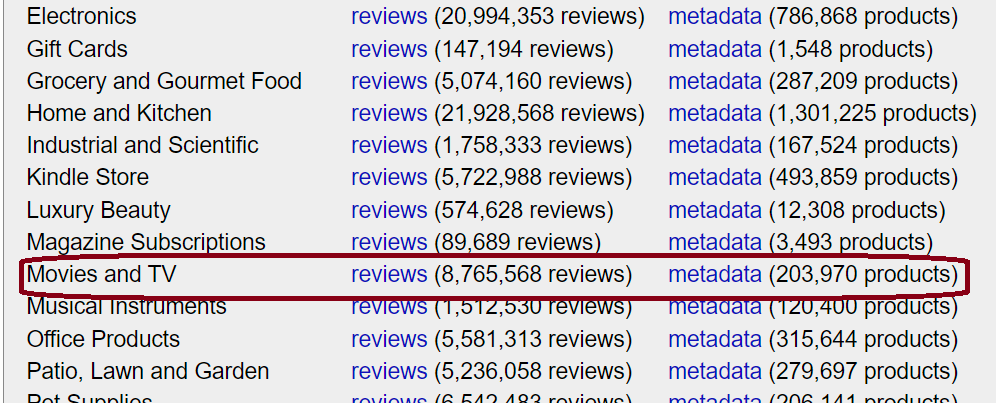 Electronics reviews (20,994,353 reviews) metadata (786,868 products)
Gift Cards reviews (147,194 reviews) metadata (1,548 products)
Grocery and Gourmet Food reviews (5,074,160 reviews) metadata (287,209 products)
Home and Kitchen reviews (21,928,568 reviews) metadata (1,301,225 products)
Industrial and Scientific reviews (1,758,333 reviews) metadata (167,524 products)
Kindle Store reviews (5,722,988 reviews) metadata (493,859 products)
Luxury Beauty reviews (574,628 reviews) metadata (12,308 products)
Magazine Subscriptions reviews (89,689 reviews) metadata (3,493 products)
Movies and TV reviews (8,765,568 reviews) metadata (203,970 products)
Musical Instruments reviews (1,512,530 reviews) metadata (120,400 products)
Office Products reviews (5,581,313 reviews) metadata (315,644 products)
Patio, Lawn and Garden reviews (5,236,058 reviews) metadata (279,697 products)
Pet Supplies reviews (6,542,483 reviews) metadata (206,141 products)